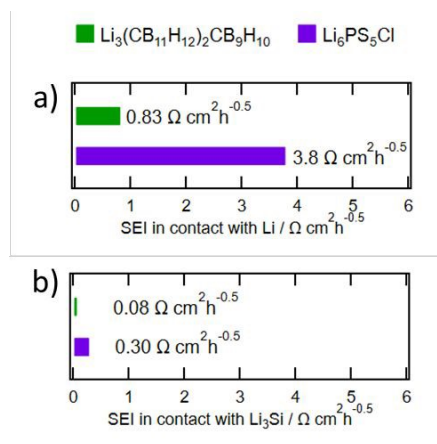 Li₃(CB₁₁H₁₂)₂CB₉H₁₀ Li₆PS₅Cl
a)
0.83 Ω cm²h⁻⁰·⁵
3.8 Ω cm²h⁻⁰·⁵
0 1 2 3 4 5 6
SEI in contact with Li / Ω cm²h⁻⁰·⁵
b)
0.08 Ω cm²h⁻⁰·⁵
0.30 Ω cm²h⁻⁰·⁵
0 1 2 3 4 5 6
SEI in contact with Li₃Si / Ω cm²h⁻⁰·⁵